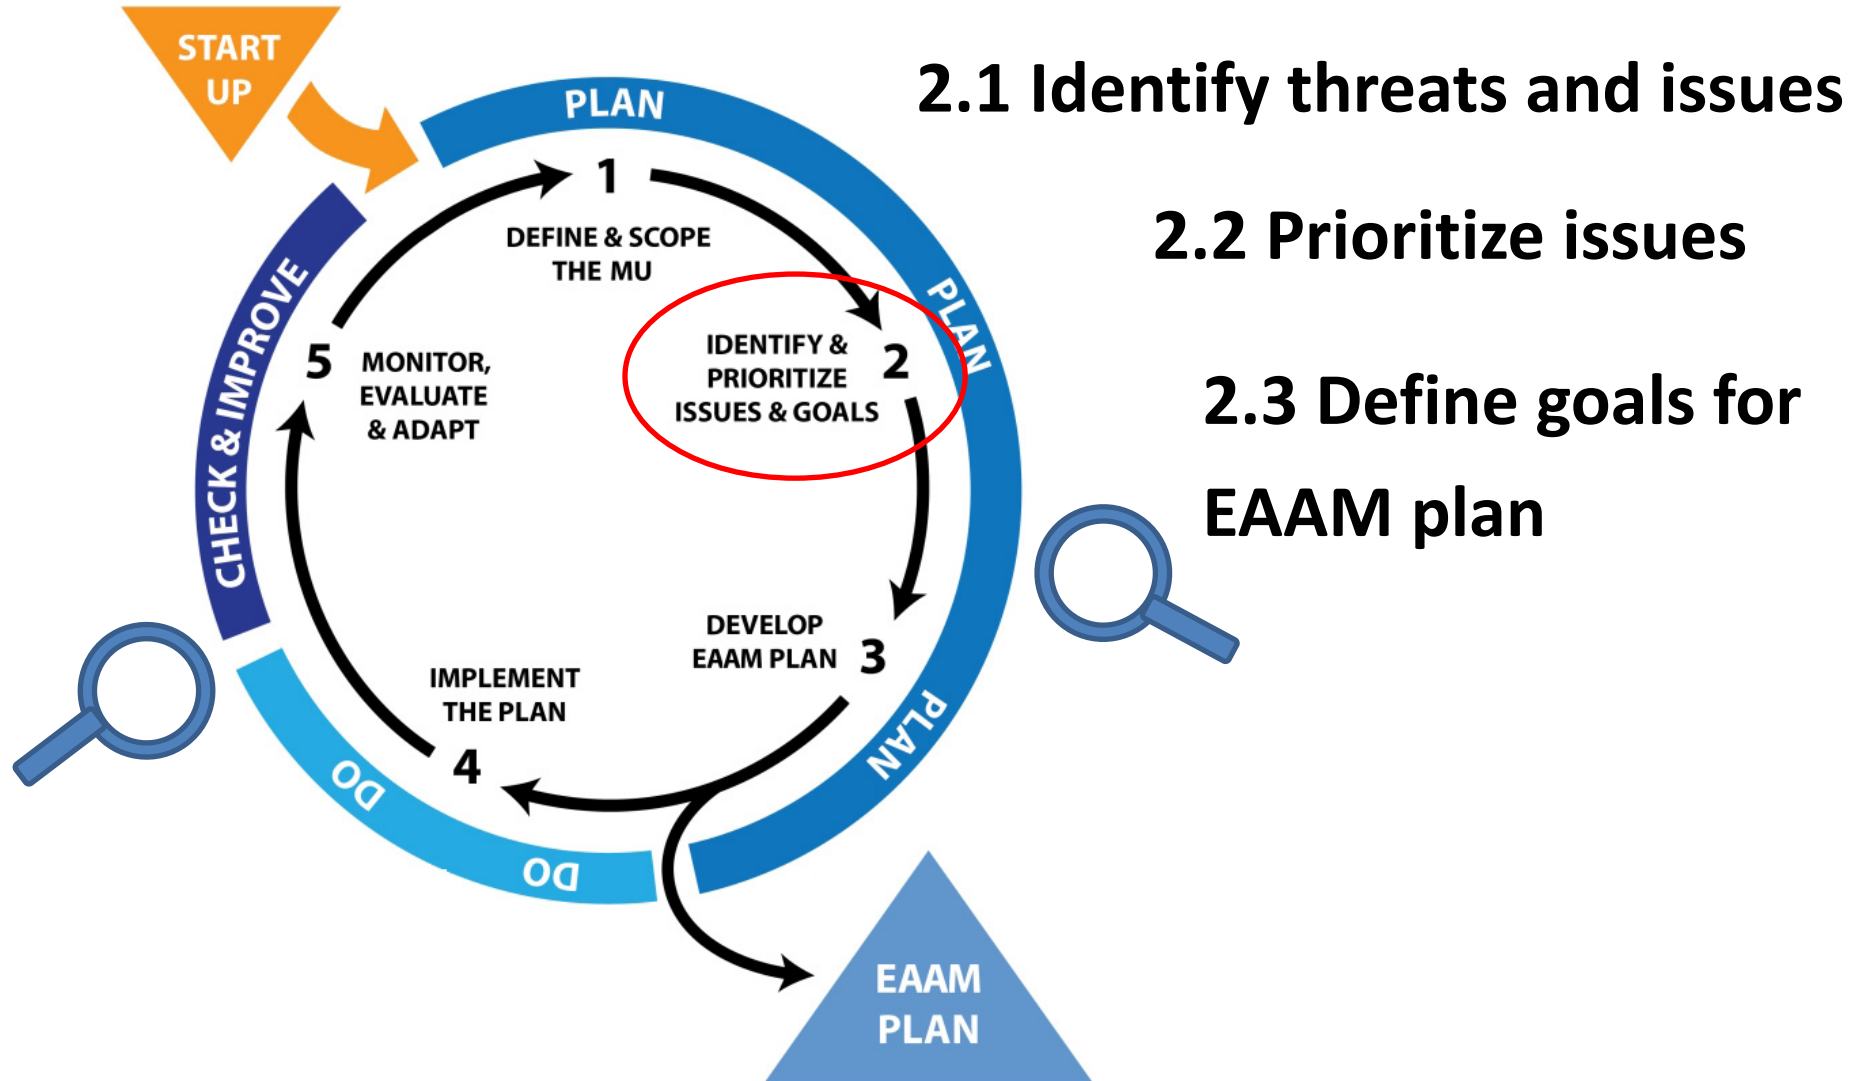 START
UP
PLAN
2.1 Identify threats and issues
1
DEFINE & SCOPE
THE MU
2.2 Prioritize issues
PLAN
IDENTIFY &
PRIORITIZE
ISSUES & GOALS
2
2.3 Define goals for
EAAM plan
CHECK & IMPROVE
5
MONITOR,
EVALUATE
& ADAPT
DEVELOP
EAAM PLAN
3
IMPLEMENT
THE PLAN
4
PLAN
DO
DO
EAAM
PLAN